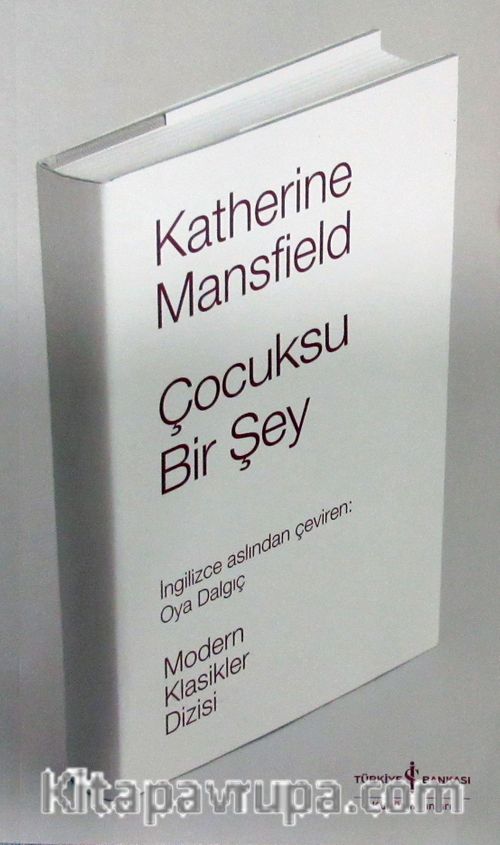 Katherine
Mansfield
Çocuksu
Bir Şey
İngilizce aslından çeviren:
Oya Dalgıç
Modern
Klasikler
Dizisi
TÜRKİYE İŞ BANKASI
kitapavrupa.com